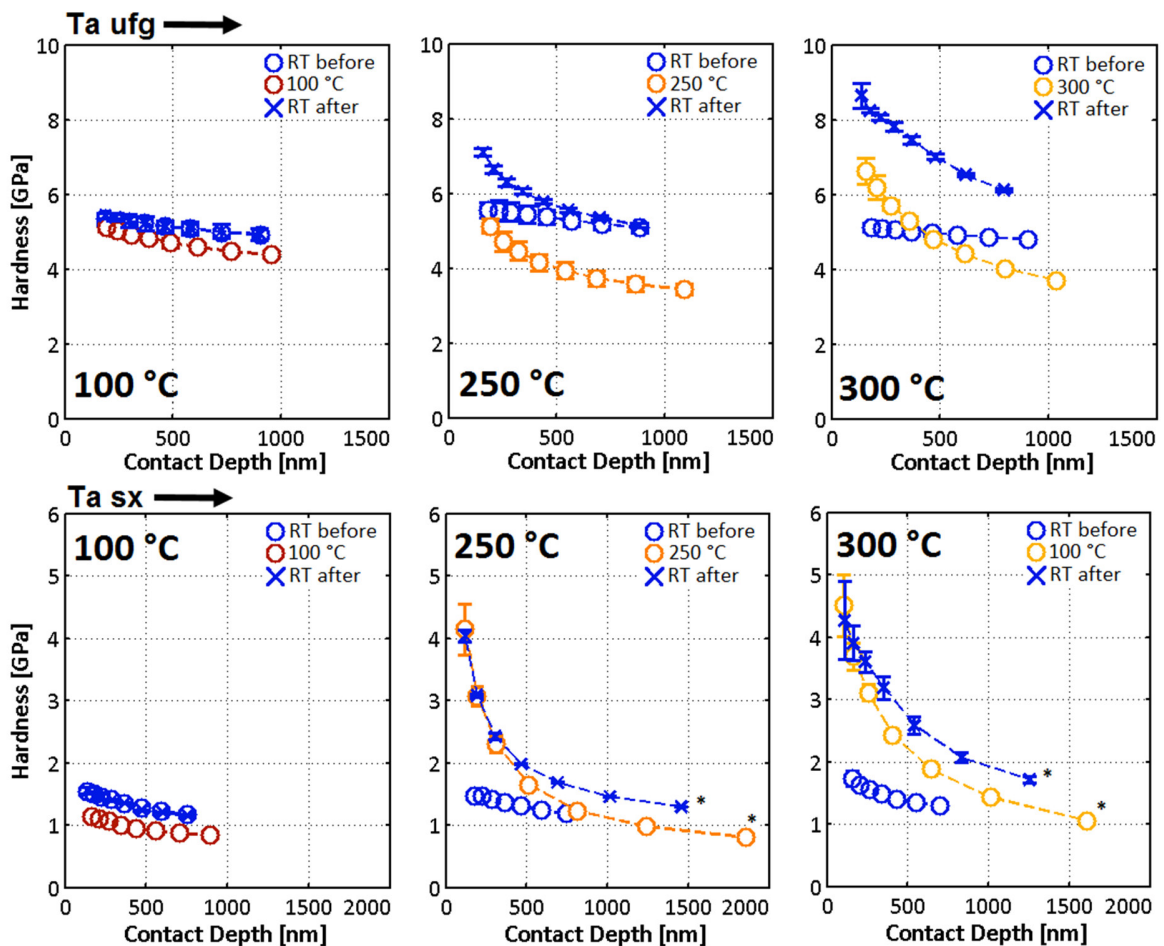 Ta ufg
10
8
6
4
2
0
Hardness [GPa]
RT before
100 °C
RT after
100 °C
0 500 1000 1500
Contact Depth [nm]
10
8
6
4
2
0
RT before
250 °C
RT after
250 °C
0 500 1000 1500
Contact Depth [nm]
10
8
6
4
2
0
RT before
300 °C
RT after
300 °C
0 500 1000 1500
Contact Depth [nm]
Ta sx
6
5
4
3
2
1
0
Hardness [GPa]
100 °C
RT before
100 °C
RT after
0 500 1000 1500 2000
Contact Depth [nm]
6
5
4
3
2
1
0
250 °C
RT before
250 °C
RT after
*
*
0 500 1000 1500 2000
Contact Depth [nm]
6
5
4
3
2
1
0
300 °C
RT before
100 °C
RT after
*
*
0 500 1000 1500 2000
Contact Depth [nm]